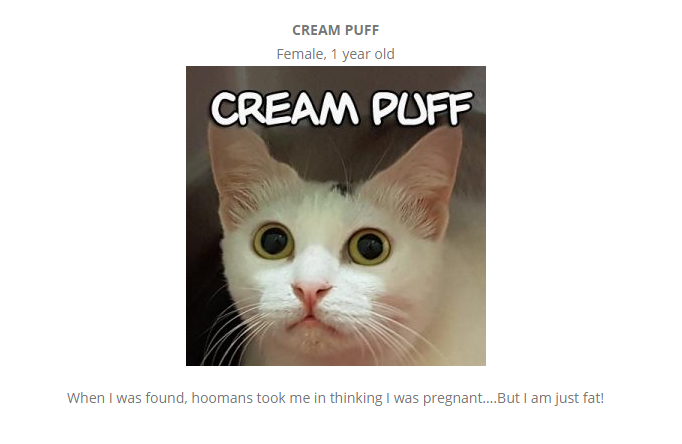 CREAM PUFF
Female, 1 year old
CREAM PUFF
When I was found, hoomans took me in thinking I was pregnant....But I am just fat!